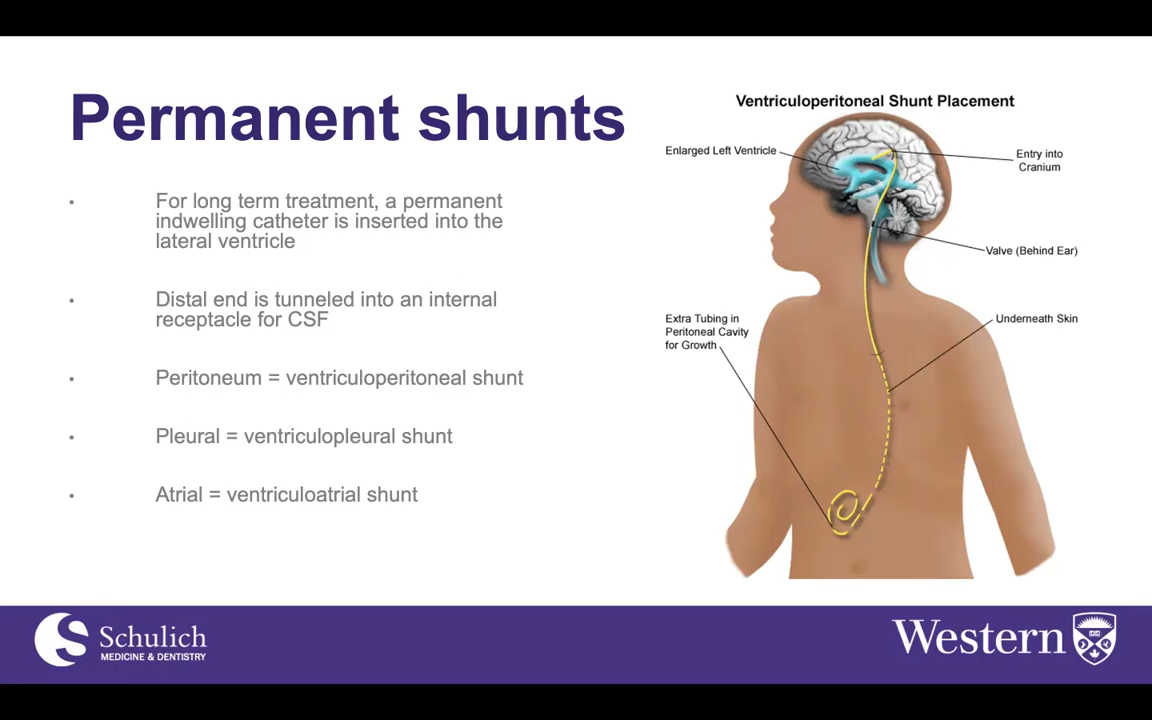 Permanent shunts
• For long term treatment, a permanent
indwelling catheter is inserted into the
lateral ventricle
• Distal end is tunneled into an internal
receptacle for CSF
• Peritoneum = ventriculoperitoneal shunt
• Pleural = ventriculopleural shunt
• Atrial = ventriculoatrial shunt
Ventriculoperitoneal Shunt Placement
Enlarged Left Ventricle
Entry into
Cranium
Valve (Behind Ear)
Extra Tubing in
Peritoneal Cavity
for Growth
Underneath Skin
Schulich
MEDICINE & DENTISTRY
Western